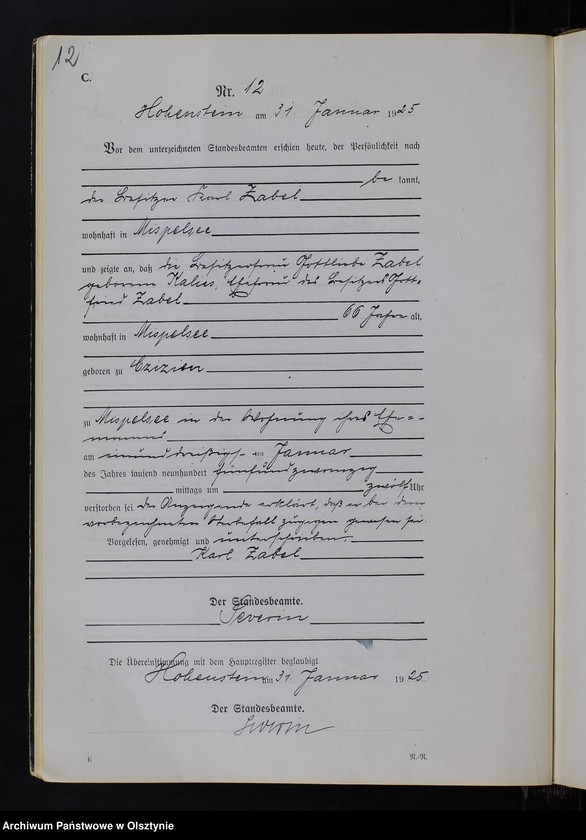 12
C.
Nr. 12
Hohenstein am 31. Januar 1925
Vor dem unterzeichneten Standesbeamten erschien heute, der Persönlichkeit nach
be kannt,
der Besitzer Karl Zabel
wohnhaft in Mispelsee
und zeigte an, daß die Besitzerfrau Gottliebe Zabel
geborene Kalies, Ehefrau des Besitzers Gott-
fried Zabel
66 Jahre alt,
wohnhaft in Mispelsee
geboren zu
zu Mispelsee in der Wohnung ihres Ehe-
mannes
am einunddreißigsten Januar
des Jahres tausend neunhundert fünfundzwanzig
mittags um zwölf Uhr
verstorben sei. Der Anzeigende erklärt, daß er bei dem
vorbezeichneten Sterbefall zugegen gewesen sei.
Vorgelesen, genehmigt und unterschrieben.
Karl Zabel
Der Standesbeamte.
Severin
Die Übereinstimmung mit dem Hauptregister beglaubigt
Hohenstein am 31. Januar 1925.
Der Standesbeamte.
Severin
6
N.-N.
Archiwum Państwowe w Olsztynie